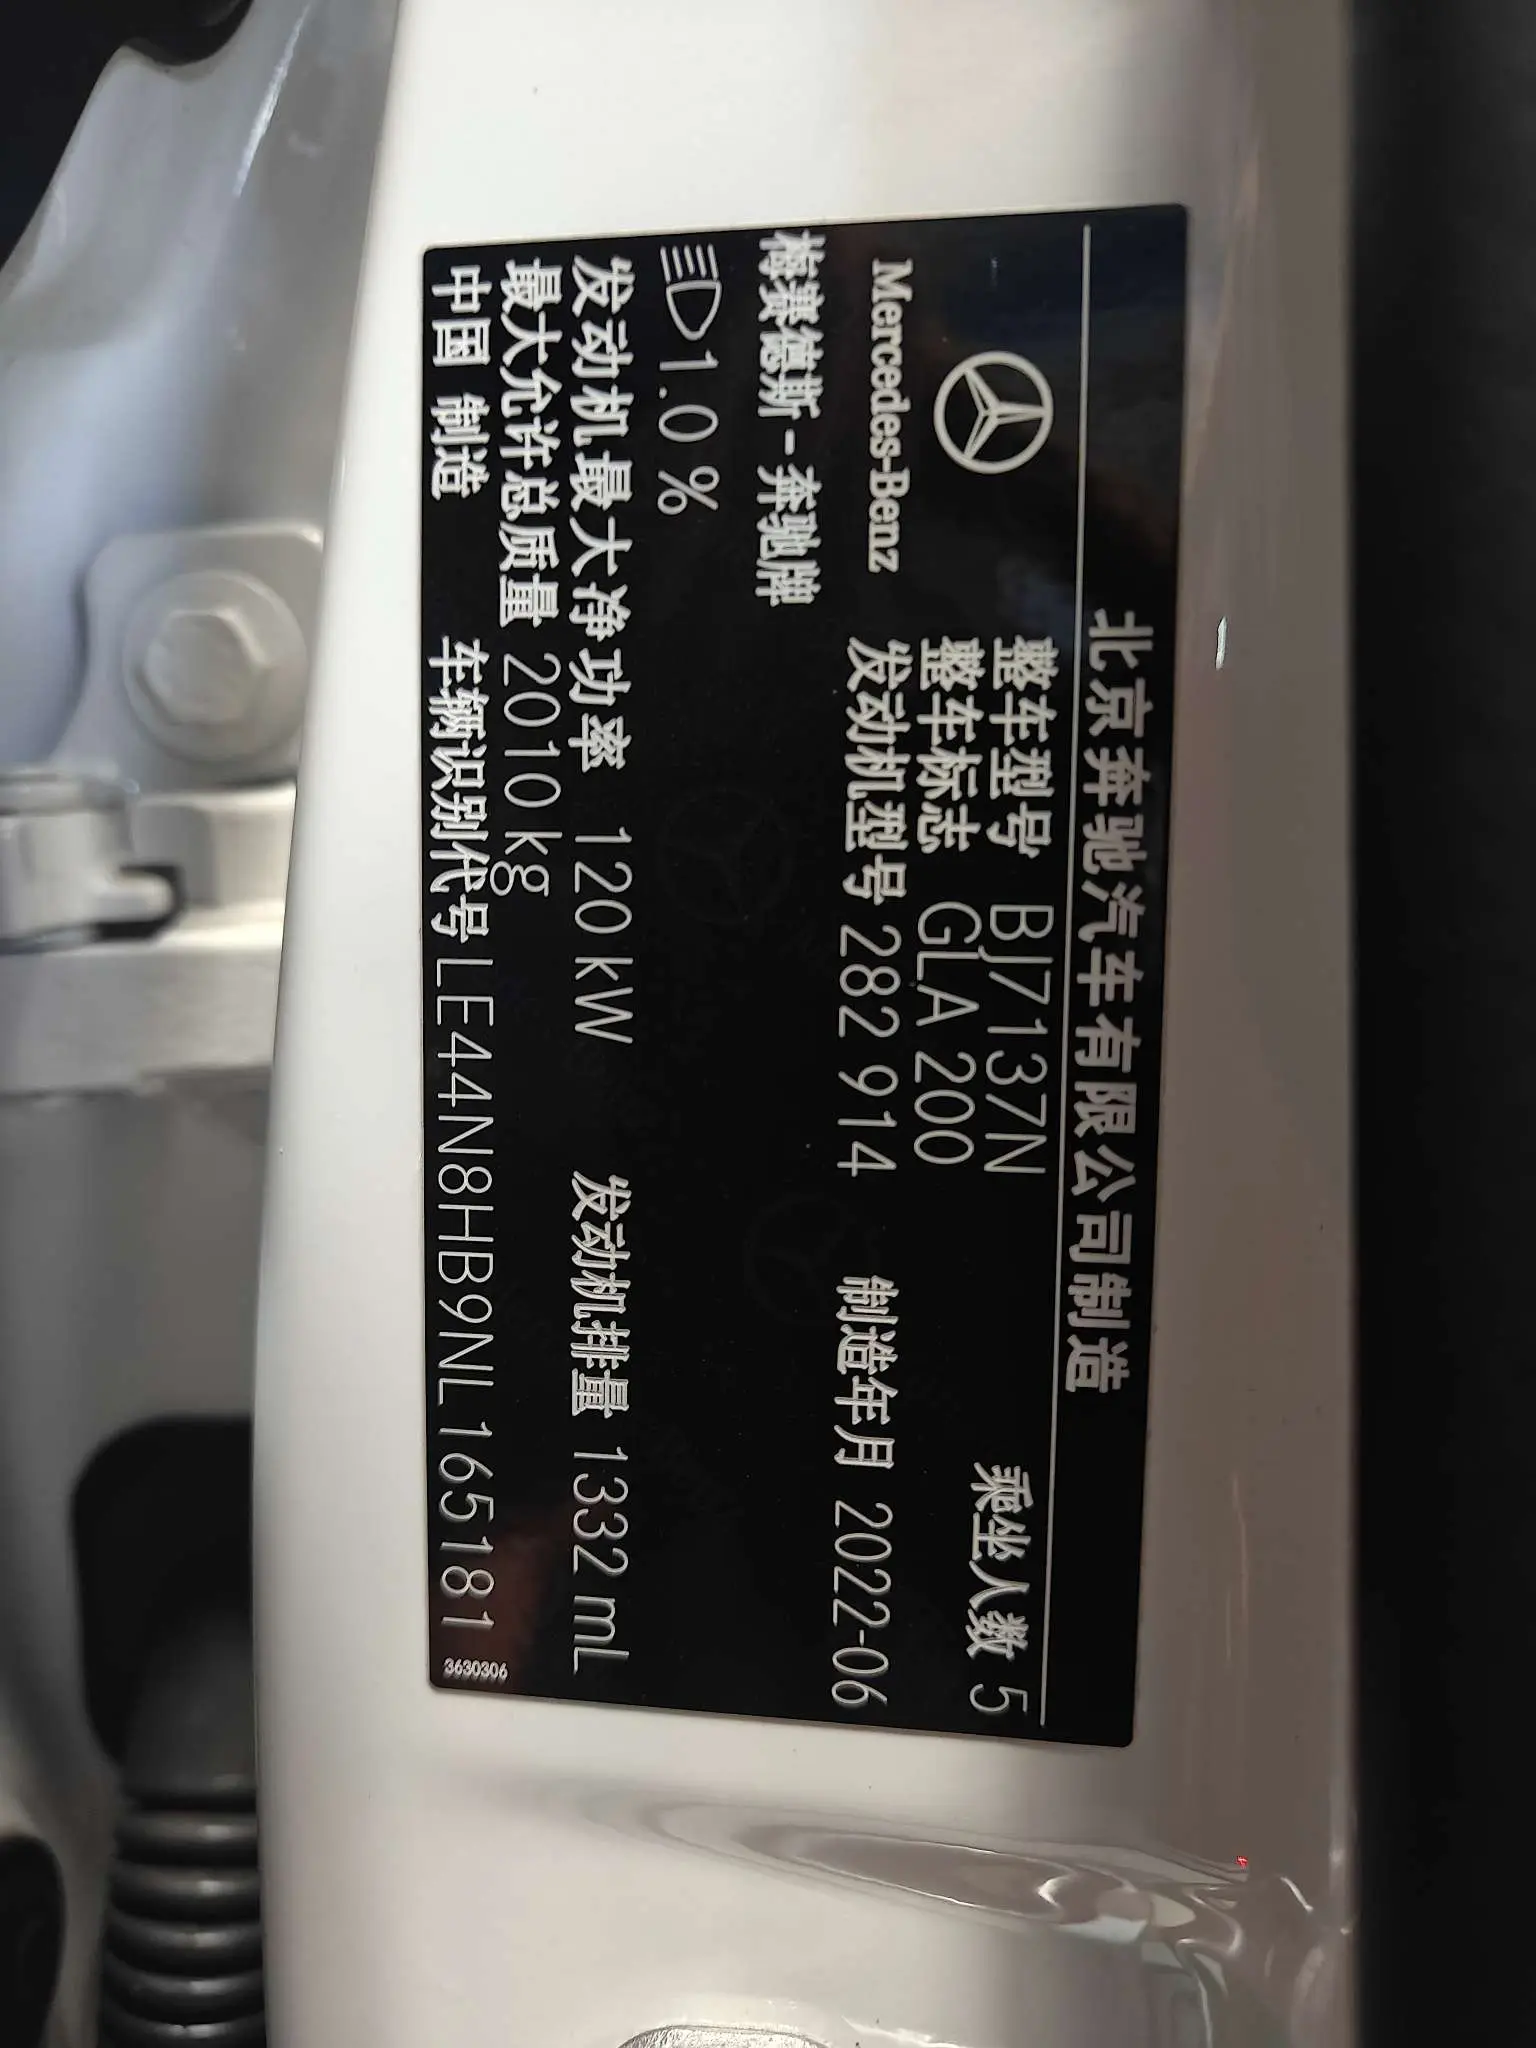 北京奔驰汽车有限公司制造
整车型号 BJ7137N 乘坐人数 5
整车标志 GLA 200
Mercedes-Benz 发动机型号 282 914 制造年月 2022-06
梅赛德斯-奔驰牌
1.0 %
发动机最大净功率 120 kW 发动机排量 1332 mL
最大允许总质量 2010 kg
中国 制造 车辆识别代号 LE44N8HB9NL165181
3630306